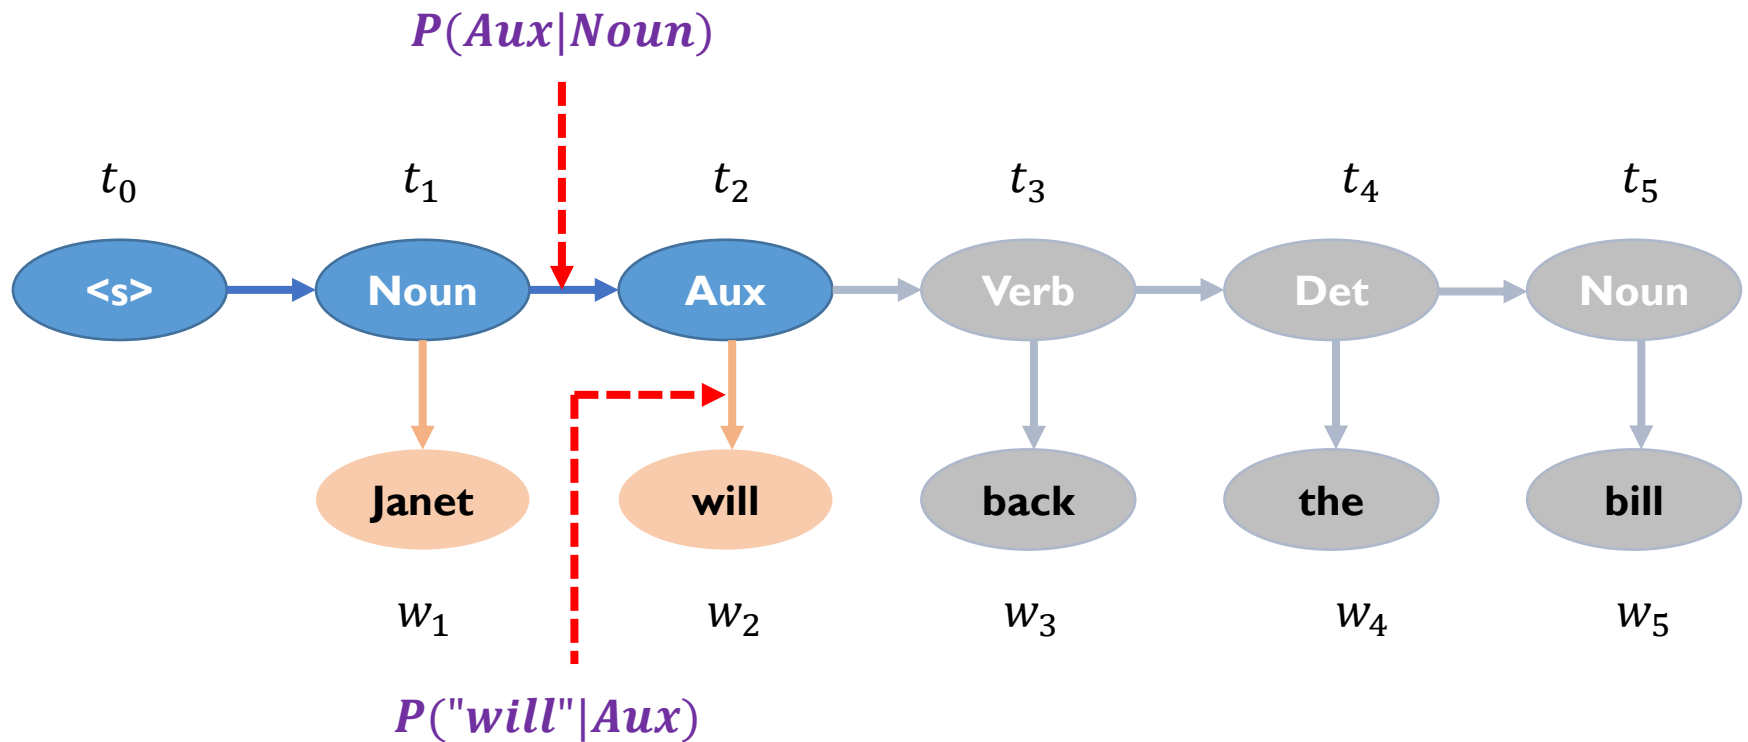 P(Aux|Noun)
t₀ t₁ t₂ t₃ t₄ t₅
<s> Noun Aux Verb Det Noun
Janet will back the bill
w₁ w₂ w₃ w₄ w₅
P("will"|Aux)